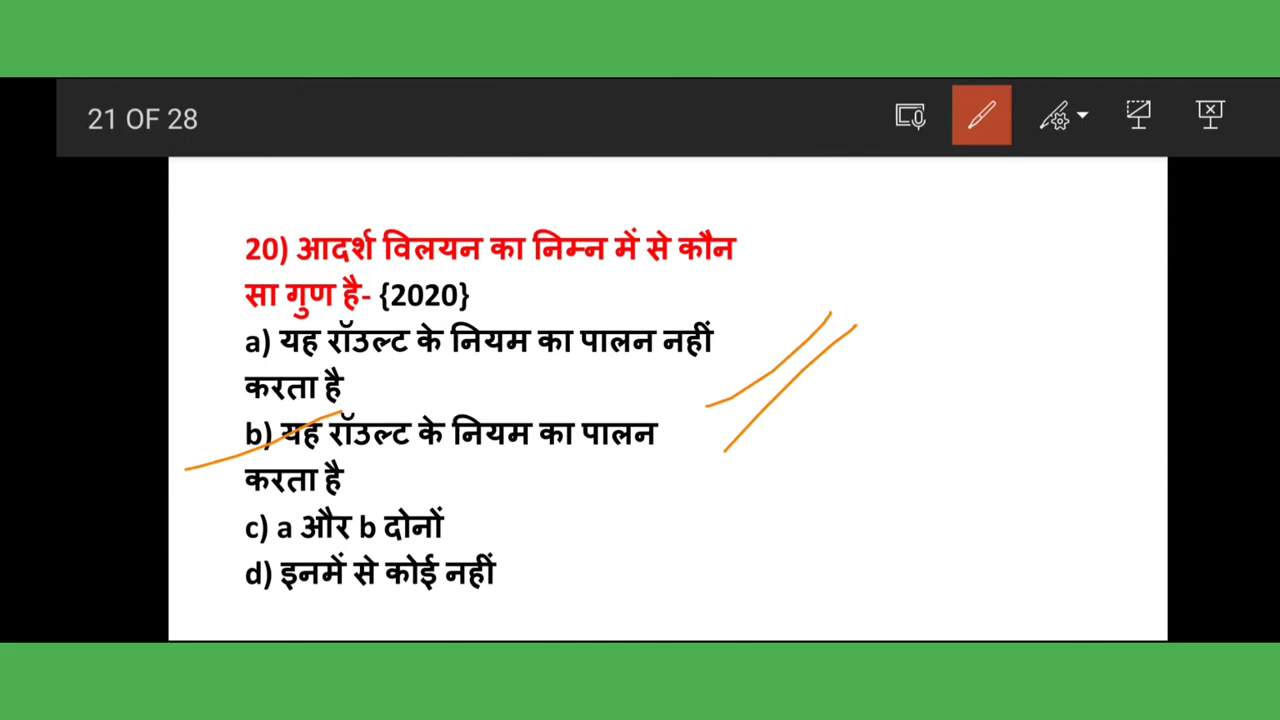 21 OF 28
20) आदर्श विलयन का निम्न में से कौन
सा गुण है- {2020}
a) यह रॉउल्ट के नियम का पालन नहीं
करता है
b) यह रॉउल्ट के नियम का पालन
करता है
c) a और b दोनों
d) इनमें से कोई नहीं